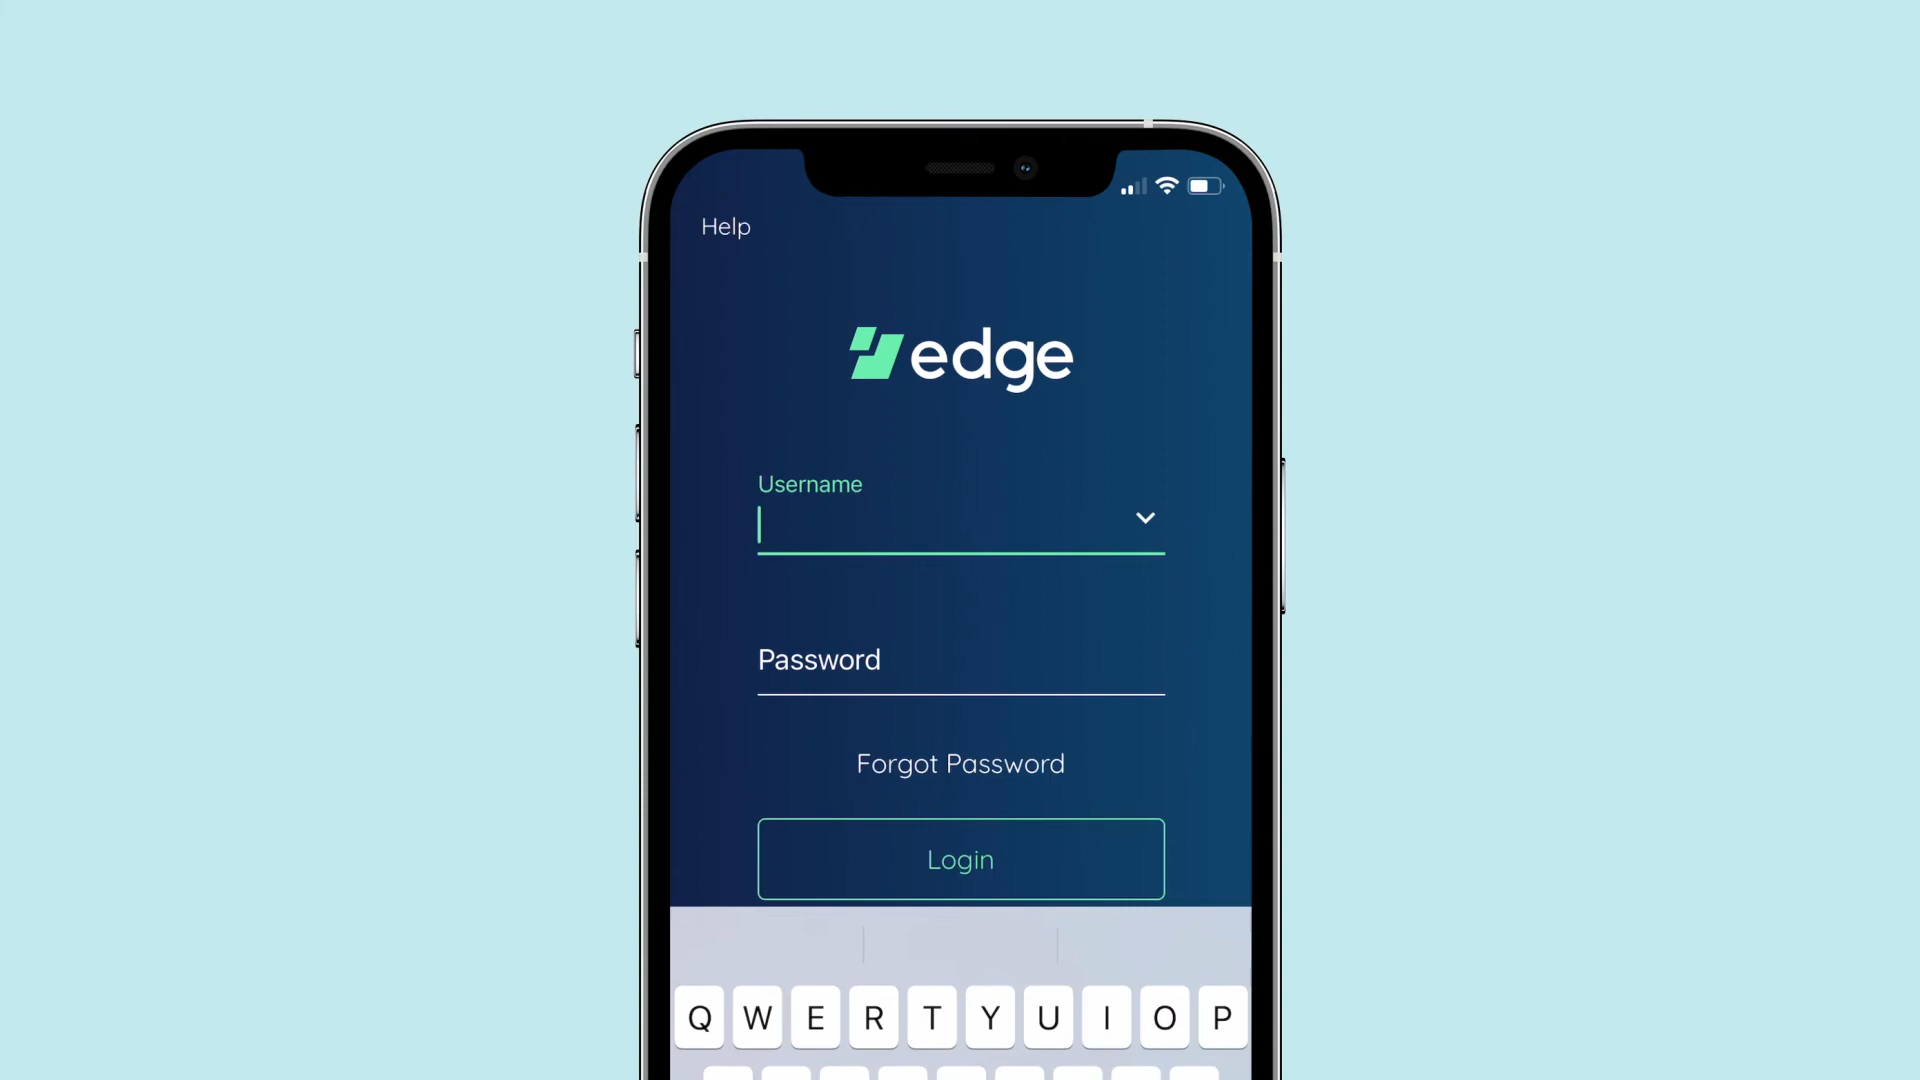 Help
edge
Username
Password
Forgot Password
Login
Q W E R T Y U I O P